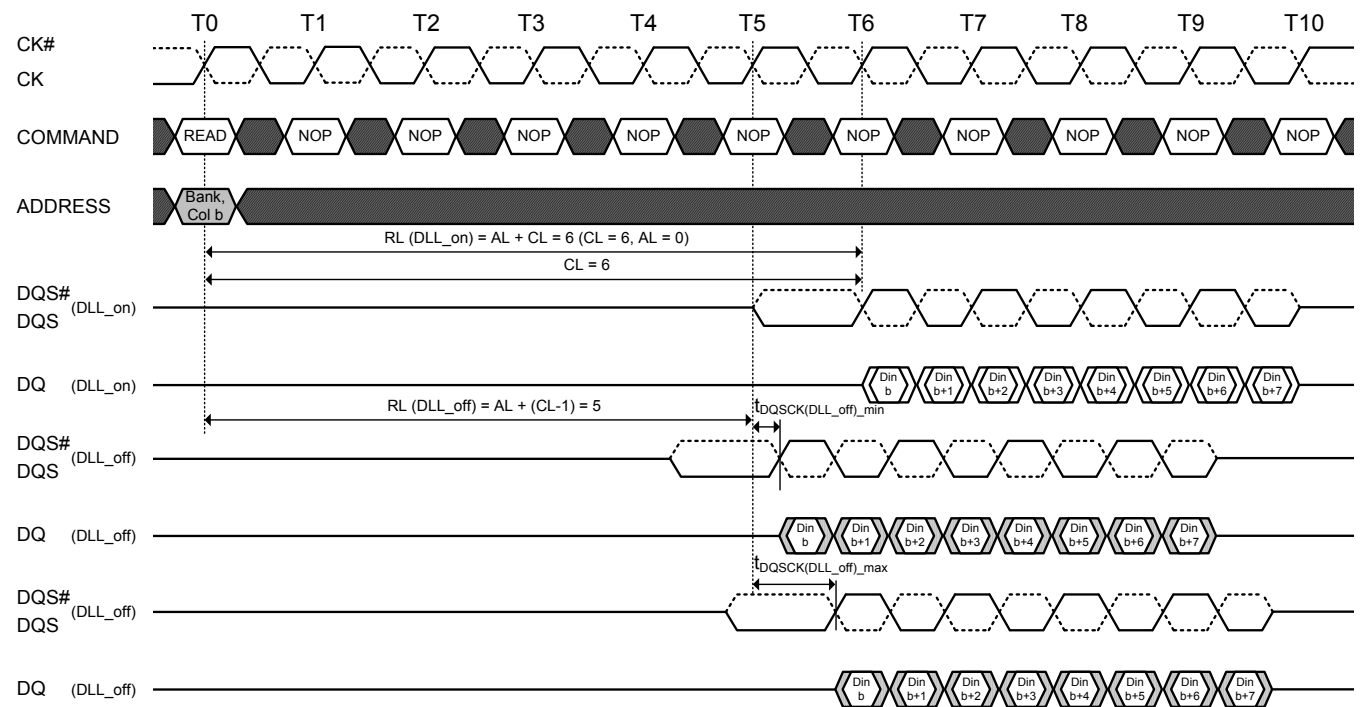 T0 T1 T2 T3 T4 T5 T6 T7 T8 T9 T10
CK#
CK
COMMAND READ NOP NOP NOP NOP NOP NOP NOP NOP NOP NOP
ADDRESS Bank,
Col b
RL (DLL_on) = AL + CL = 6 (CL = 6, AL = 0)
CL = 6
DQS# (DLL_on)
DQS
DQ (DLL_on) Din b Din b+1 Din b+2 Din b+3 Din b+4 Din b+5 Din b+6 Din b+7
RL (DLL_off) = AL + (CL-1) = 5 tDQSCK(DLL_off)_min
DQS# (DLL_off)
DQS
DQ (DLL_off) Din b Din b+1 Din b+2 Din b+3 Din b+4 Din b+5 Din b+6 Din b+7
tDQSCK(DLL_off)_max
DQS# (DLL_off)
DQS
DQ (DLL_off) Din b Din b+1 Din b+2 Din b+3 Din b+4 Din b+5 Din b+6 Din b+7